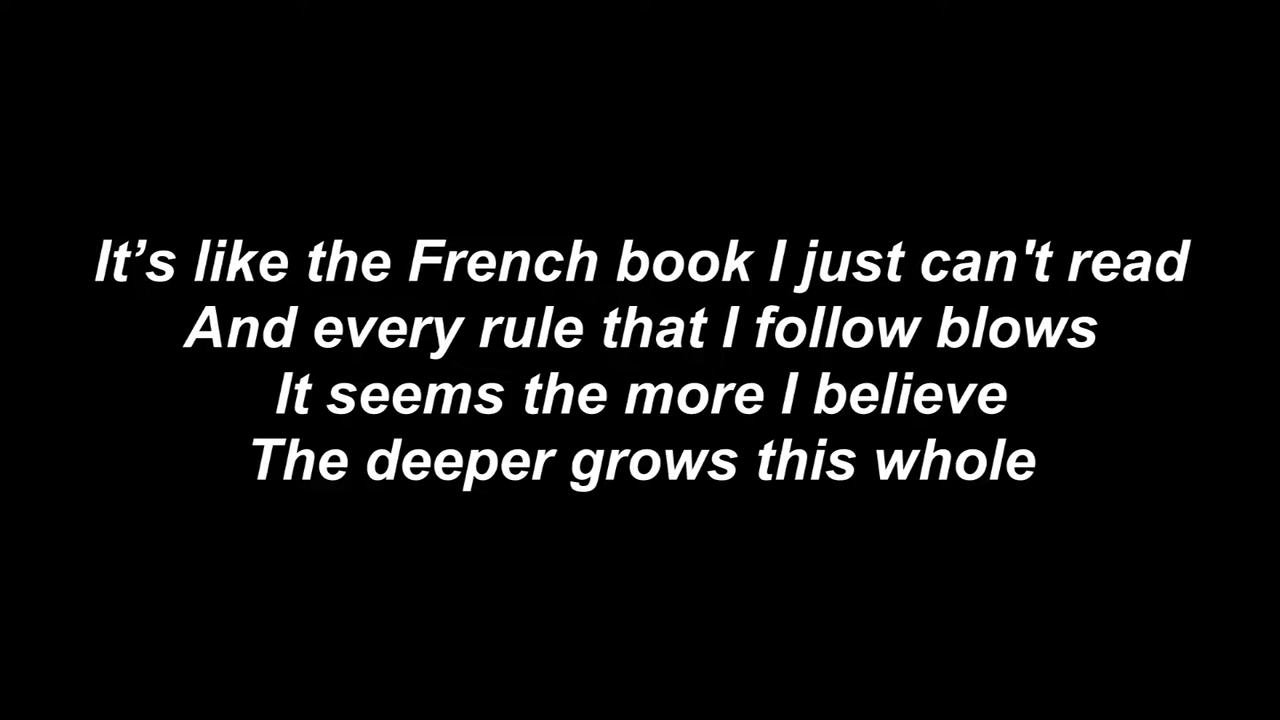 It’s like the French book I just can't read
And every rule that I follow blows
It seems the more I believe
The deeper grows this whole